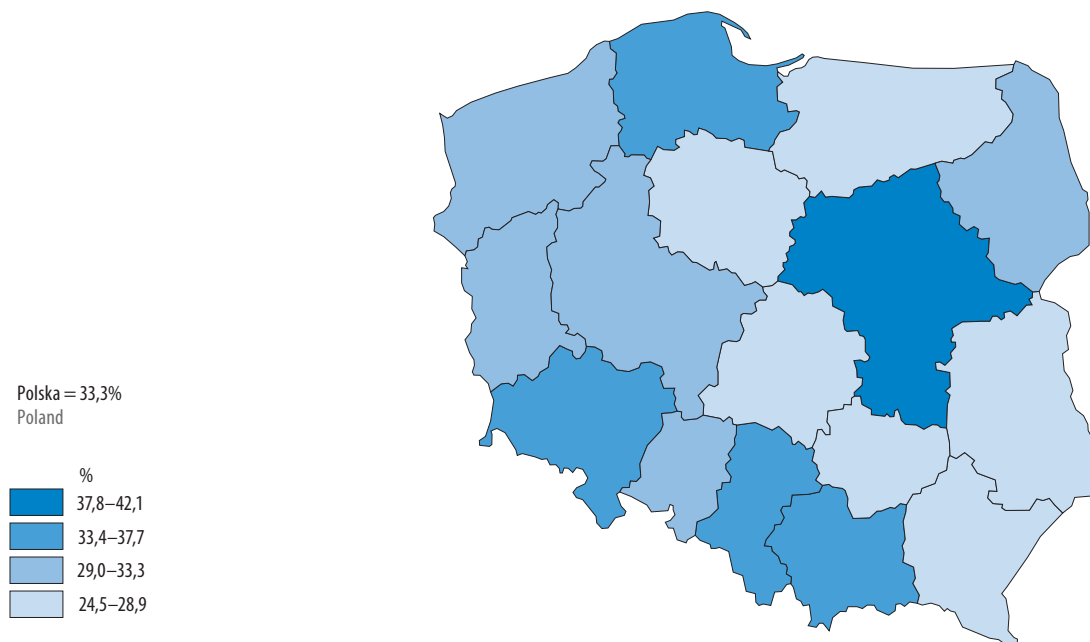 Polska = 33,3%
Poland
%
37,8–42,1
33,4–37,7
29,0–33,3
24,5–28,9